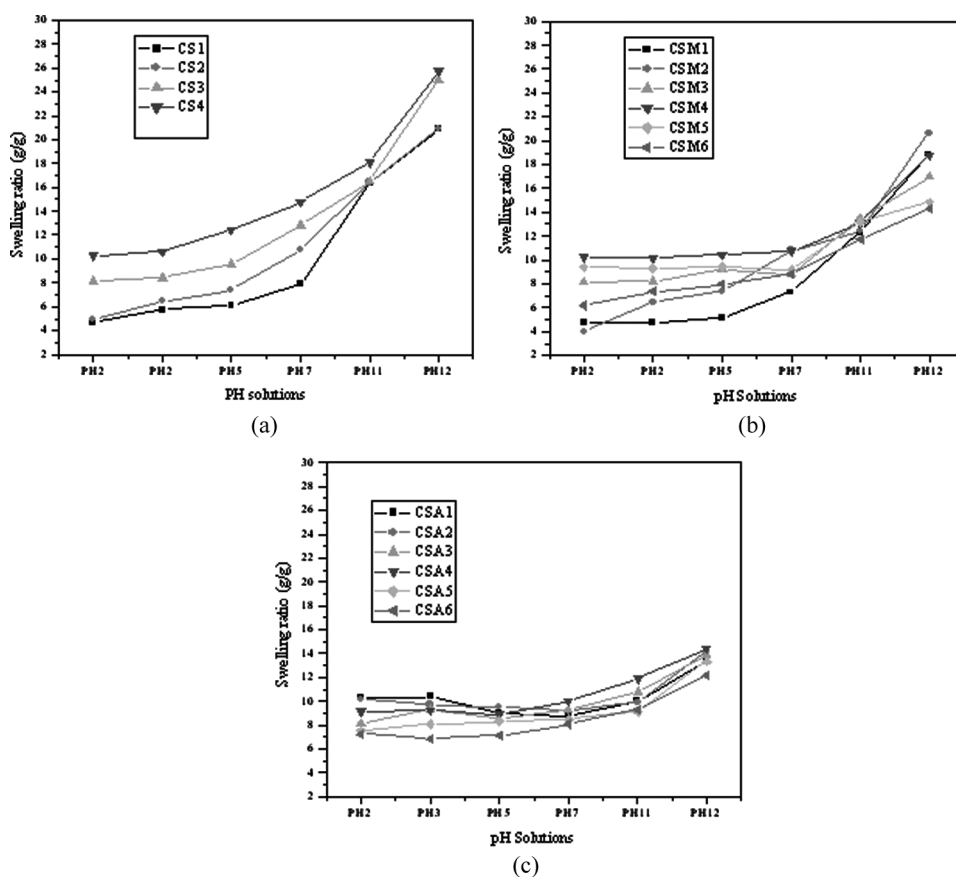 30
28
26
24
22
20
18
16
14
12
10
8
6
4
2
Swelling ratio (g/g)
CS1
CS2
CS3
CS4
PH2 PH2 PH5 PH7 PH11 PH12
PH solutions
(a)
30
28
26
24
22
20
18
16
14
12
10
8
6
4
2
Swelling ratio (g/g)
CSM1
CSM2
CSM3
CSM4
CSM5
CSM6
PH2 PH2 PH5 PH7 PH11 PH12
pH Solutions
(b)
30
28
26
24
22
20
18
16
14
12
10
8
6
4
2
Swelling ratio (g/g)
CSA1
CSA2
CSA3
CSA4
CSA5
CSA6
PH2 PH3 PH5 PH7 PH11 PH12
pH Solutions
(c)